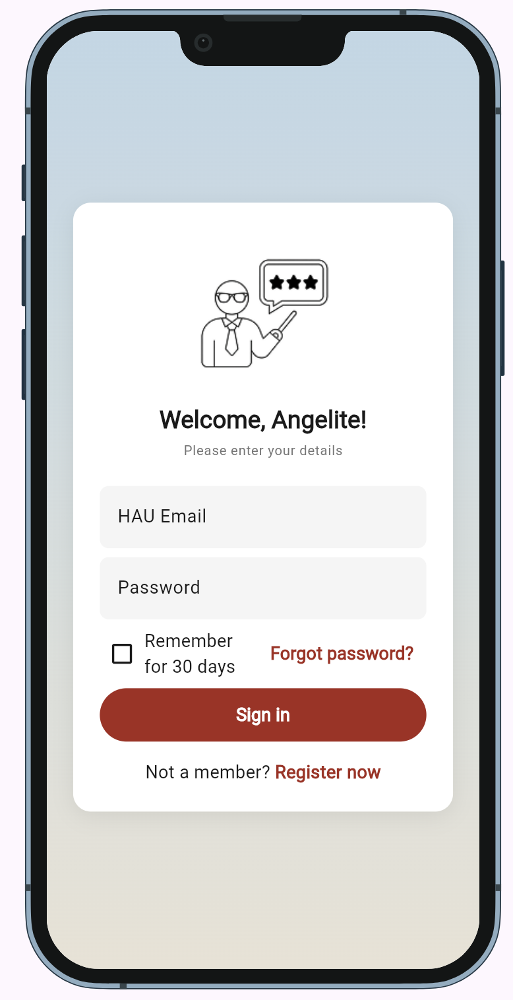 Welcome, Angelite!
Please enter your details
HAU Email
Password
Remember
for 30 days
Forgot password?
Sign in
Not a member? Register now